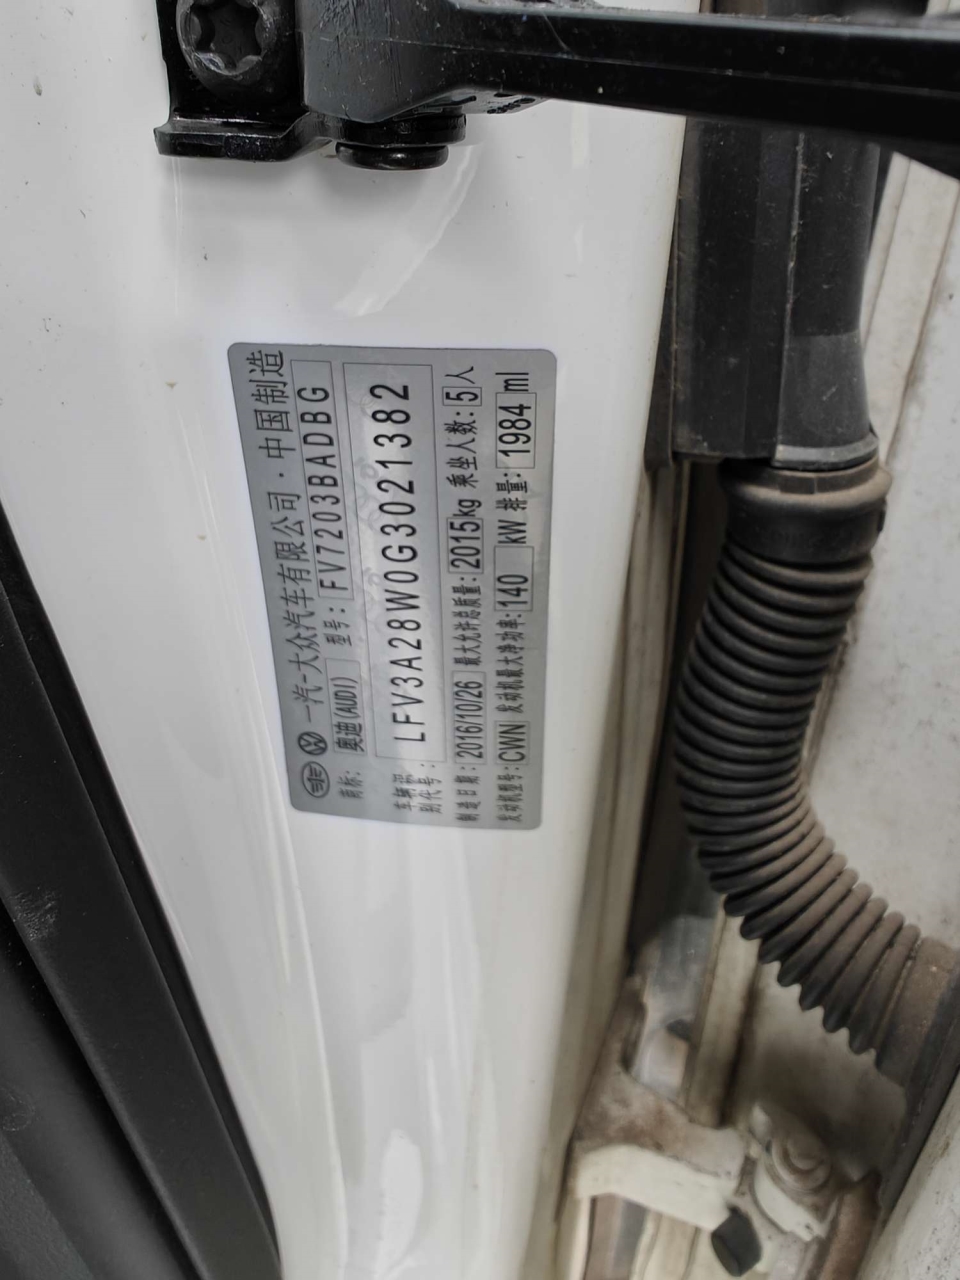 一汽-大众汽车有限公司·中国制造
商标: 奥迪(AUDI) 型号: FV7203BADBG
车辆识别代号: LFV3A28W0G3021382
制造日期: 2016/10/26 最大允许总质量: 2015kg 乘坐人数: 5人
发动机型号: CWN 发动机最大净功率: 140 kW 排量: 1984 ml